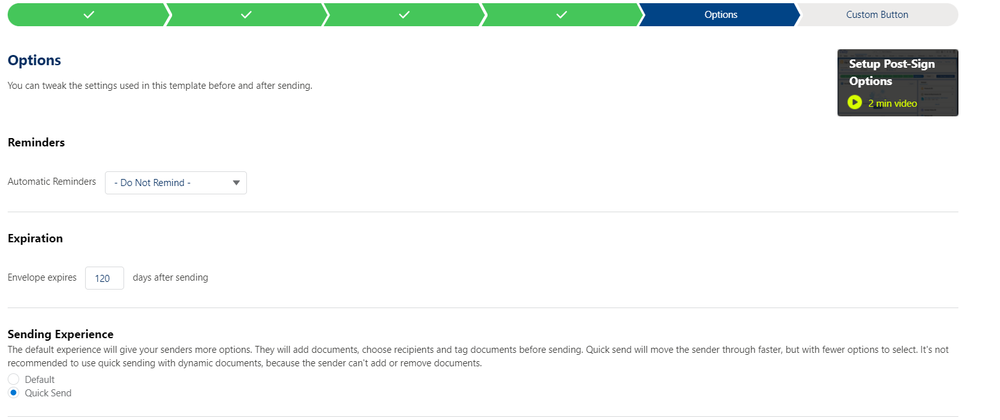 Options
Custom Button
Options
You can tweak the settings used in this template before and after sending.
Setup Post-Sign
Options
2 min video
Reminders
Automatic Reminders
- Do Not Remind -
Expiration
Envelope expires 120 days after sending
Sending Experience
The default experience will give your senders more options. They will add documents, choose recipients and tag documents before sending. Quick send will move the sender through faster, but with fewer options to select. It's not
recommended to use quick sending with dynamic documents, because the sender can't add or remove documents.
Default
Quick Send